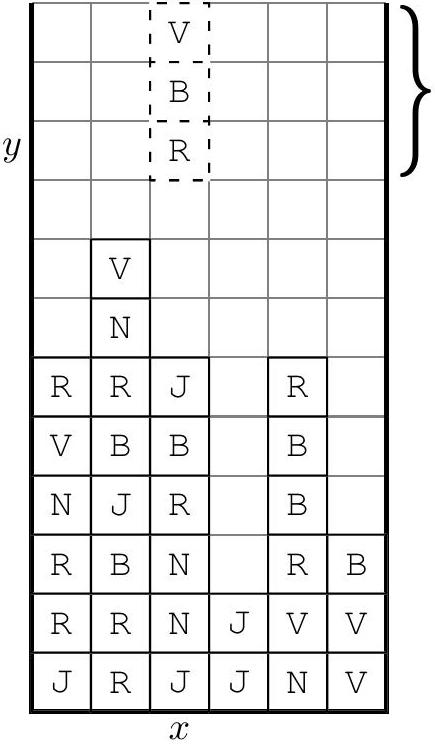 V
B
y R
V
N
R R J R
V B B B
N J R B
R B N R B
R R N J V V
J R J J N V
x